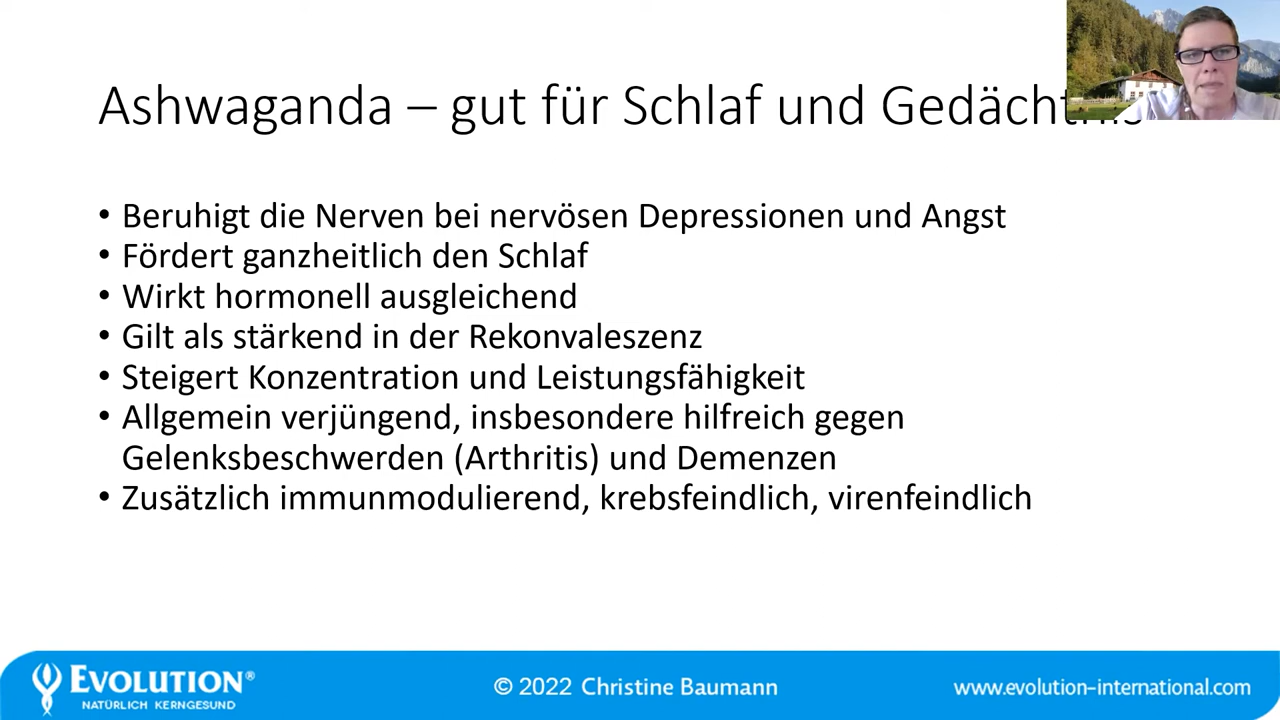 Ashwaganda – gut für Schlaf und Gedächtnis
• Beruhigt die Nerven bei nervösen Depressionen und Angst
• Fördert ganzheitlich den Schlaf
• Wirkt hormonell ausgleichend
• Gilt als stärkend in der Rekonvaleszenz
• Steigert Konzentration und Leistungsfähigkeit
• Allgemein verjüngend, insbesondere hilfreich gegen
Gelenksbeschwerden (Arthritis) und Demenzen
• Zusätzlich immunmodulierend, krebsfeindlich, virenfeindlich
EVOLUTION®
NATÜRLICH KERNGESUND
© 2022 Christine Baumann
www.evolution-international.com